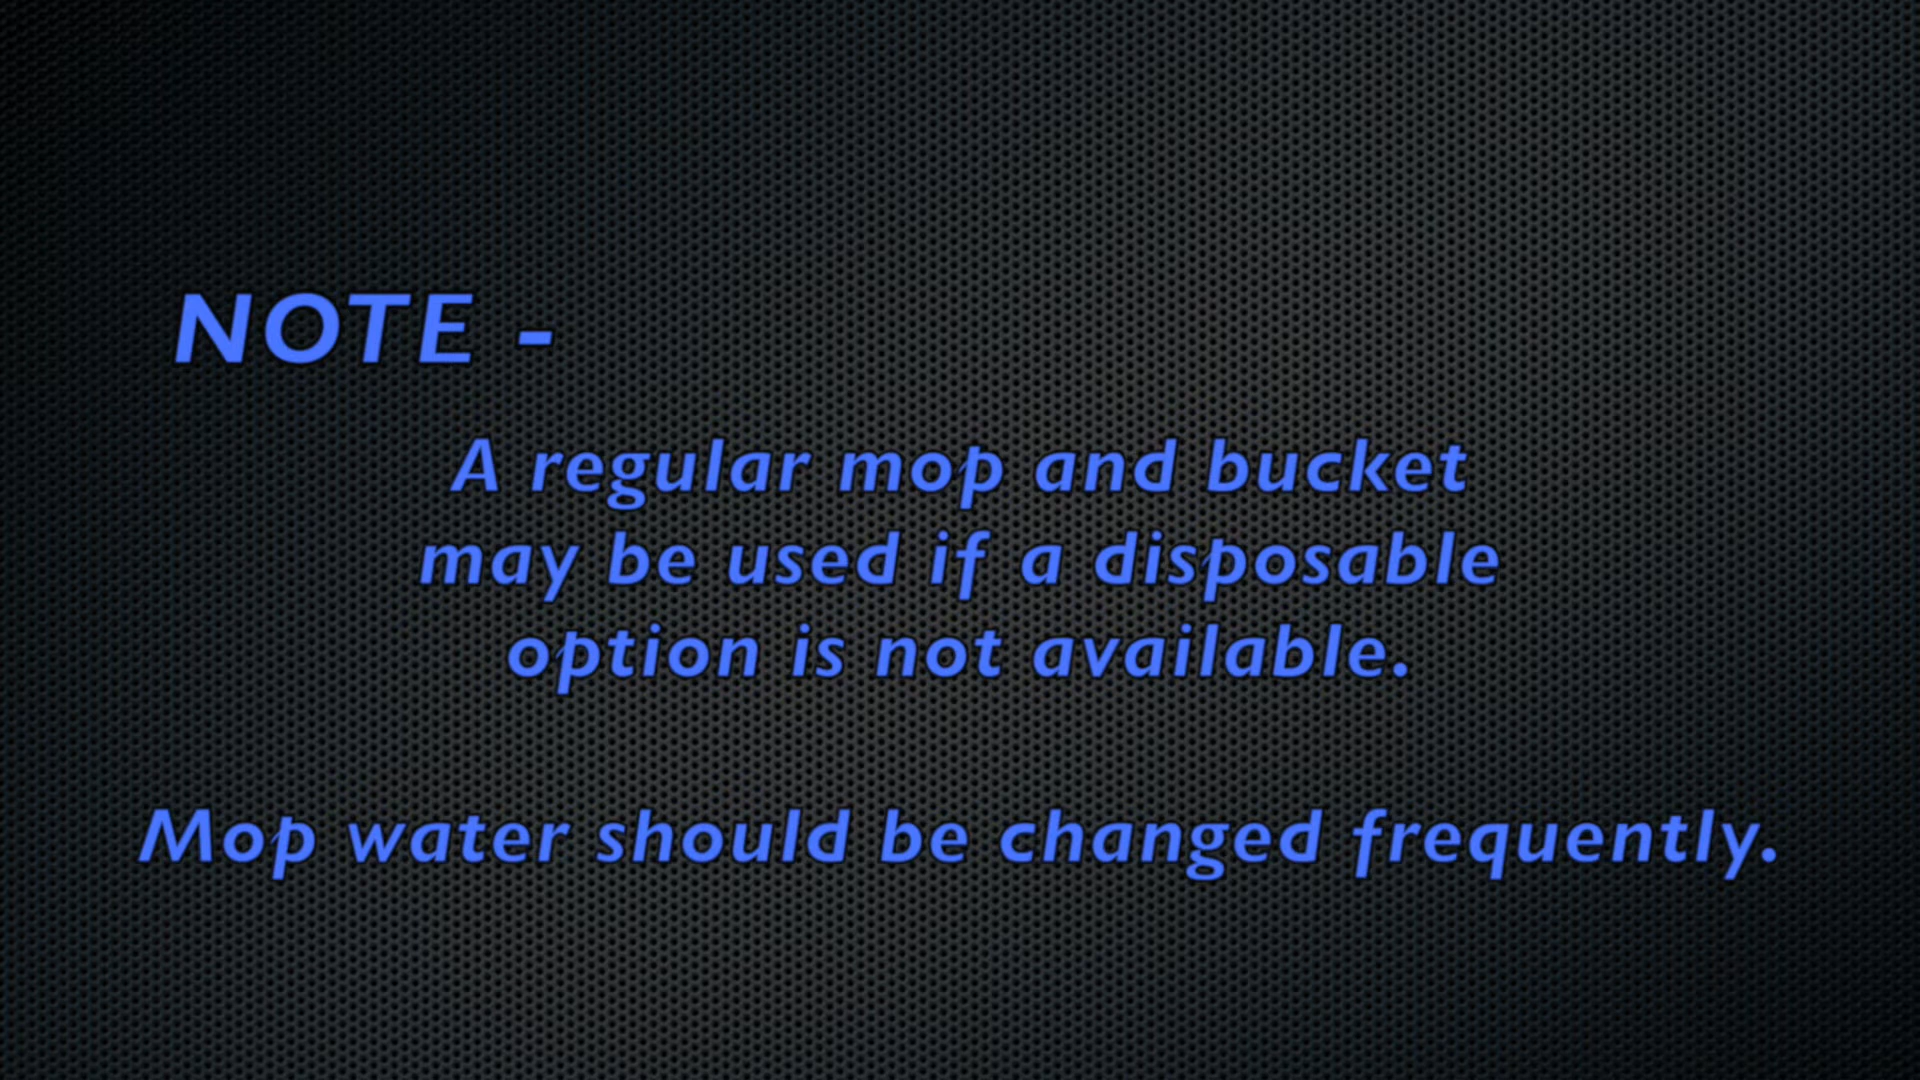 NOTE -
A regular mop and bucket
may be used if a disposable
option is not available.
Mop water should be changed frequently.